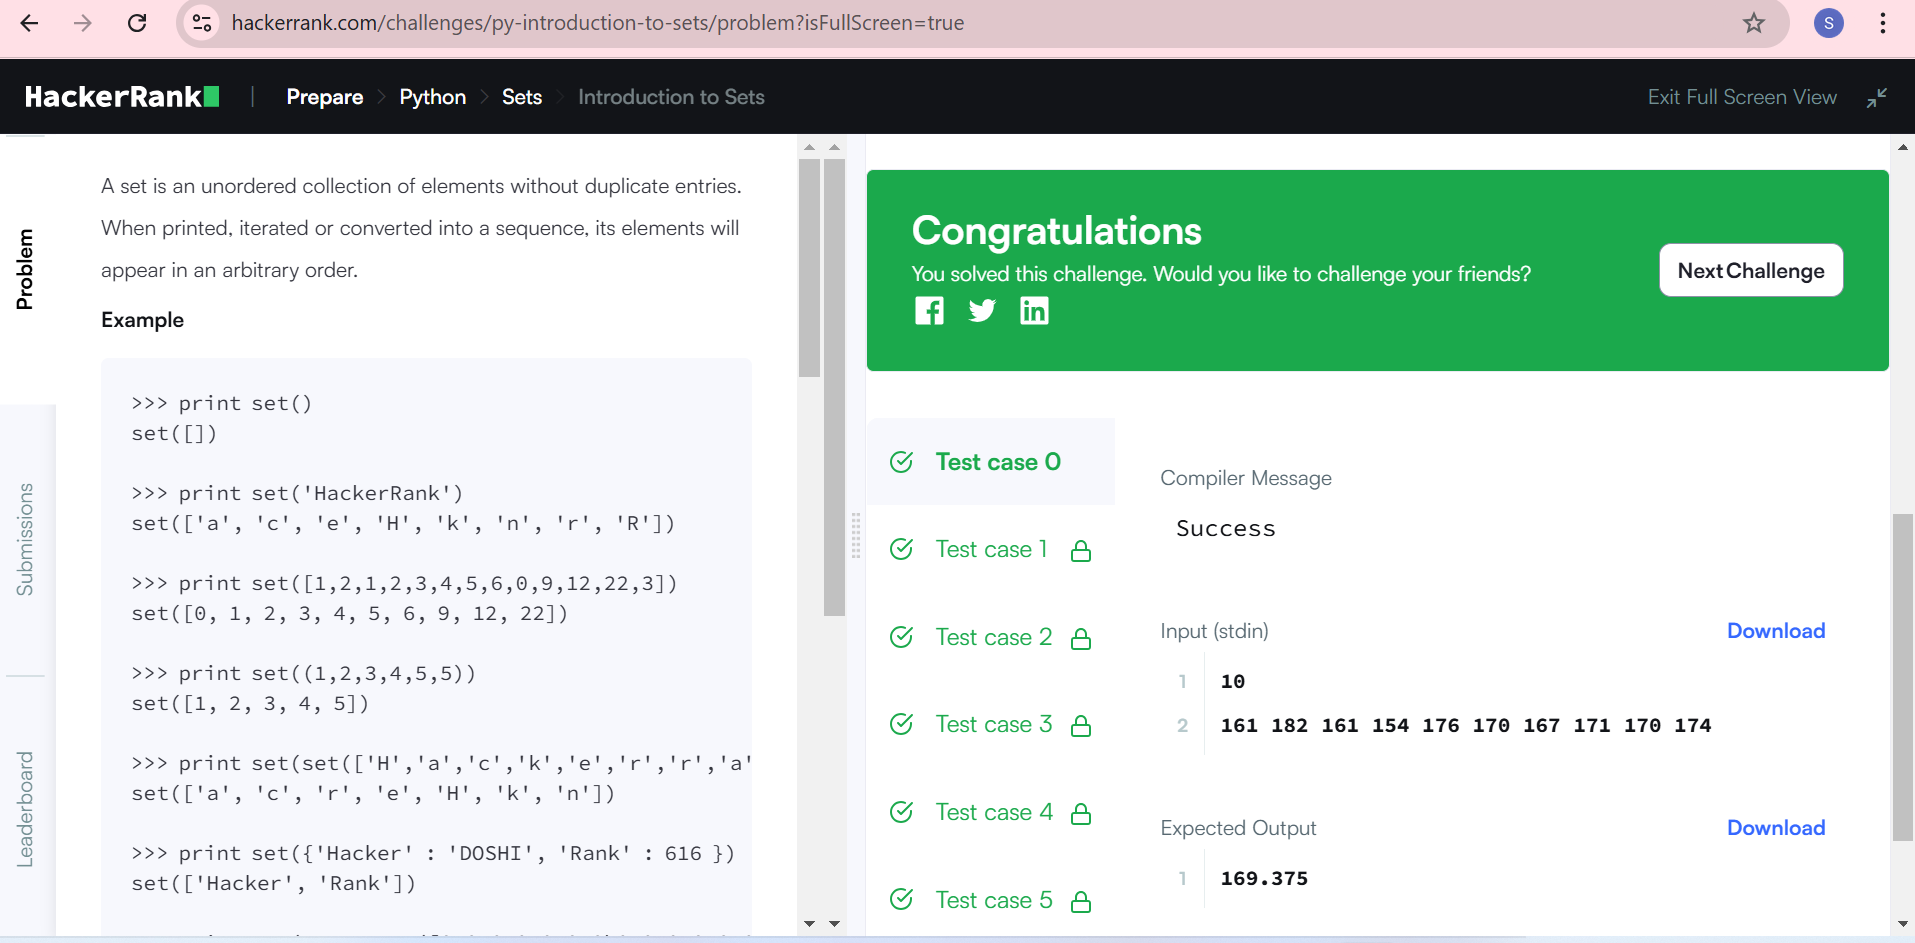 hackerrank.com/challenges/py-introduction-to-sets/problem?isFullScreen=true
S
HackerRank
Prepare
Python
Sets
Introduction to Sets
Exit Full Screen View
Problem
Submissions
Leaderboard
A set is an unordered collection of elements without duplicate entries.
When printed, iterated or converted into a sequence, its elements will
appear in an arbitrary order.
Example
>>> print set()
set([])
>>> print set('HackerRank')
set(['a', 'c', 'e', 'H', 'k', 'n', 'r', 'R'])
>>> print set([1,2,1,2,3,4,5,6,0,9,12,22,3])
set([0, 1, 2, 3, 4, 5, 6, 9, 12, 22])
>>> print set((1,2,3,4,5,5))
set([1, 2, 3, 4, 5])
>>> print set(set(['H','a','c','k','e','r','r','a'
set(['a', 'c', 'r', 'e', 'H', 'k', 'n'])
>>> print set({'Hacker' : 'DOSHI', 'Rank' : 616 })
set(['Hacker', 'Rank'])
Congratulations
You solved this challenge. Would you like to challenge your friends?
Next Challenge
Test case 0
Test case 1
Test case 2
Test case 3
Test case 4
Test case 5
Compiler Message
Success
Input (stdin)
Download
1 10
2 161 182 161 154 176 170 167 171 170 174
Expected Output
Download
1 169.375